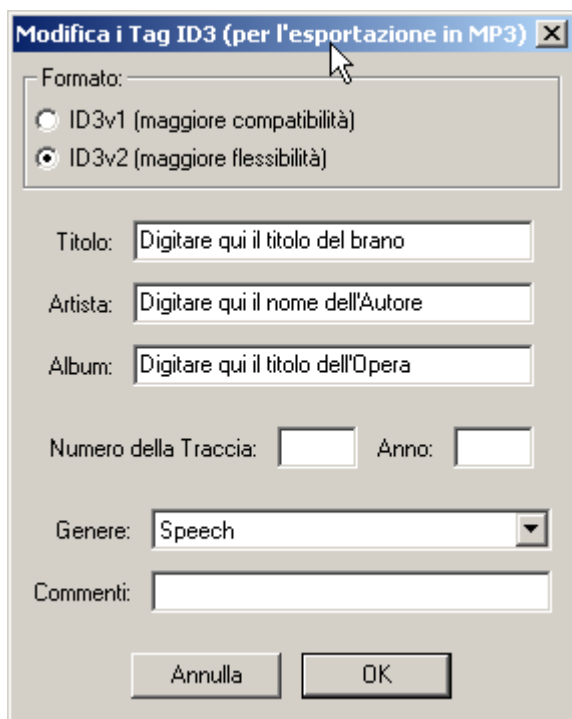 Modifica i Tag ID3 (per l'esportazione in MP3)
Formato:
ID3v1 (maggiore compatibilità)
ID3v2 (maggiore flessibilità)
Titolo: Digitare qui il titolo del brano
Artista: Digitare qui il nome dell'Autore
Album: Digitare qui il titolo dell'Opera
Numero della Traccia: Anno:
Genere: Speech
Commenti:
Annulla OK